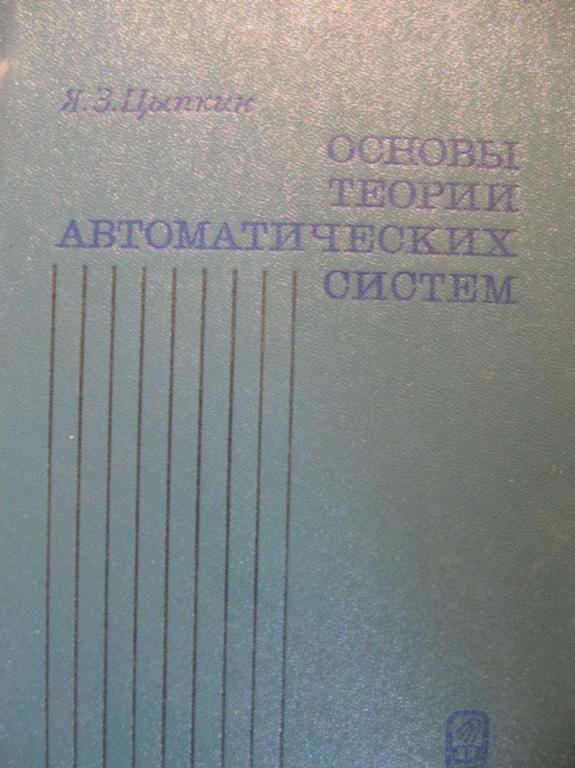 Я. З. Цыпкин
ОСНОВЫ
ТЕОРИИ
АВТОМАТИЧЕСКИХ
СИСТЕМ